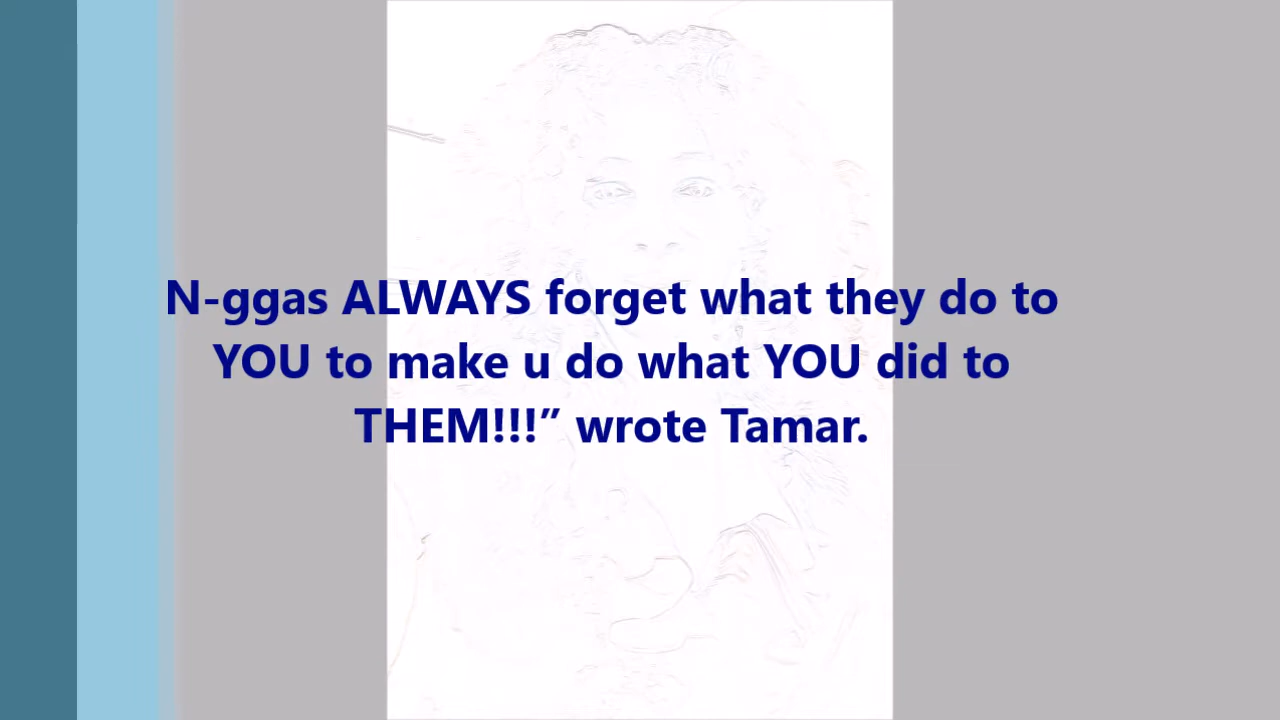 N-ggas ALWAYS forget what they do to
YOU to make u do what YOU did to
THEM!!!” wrote Tamar.